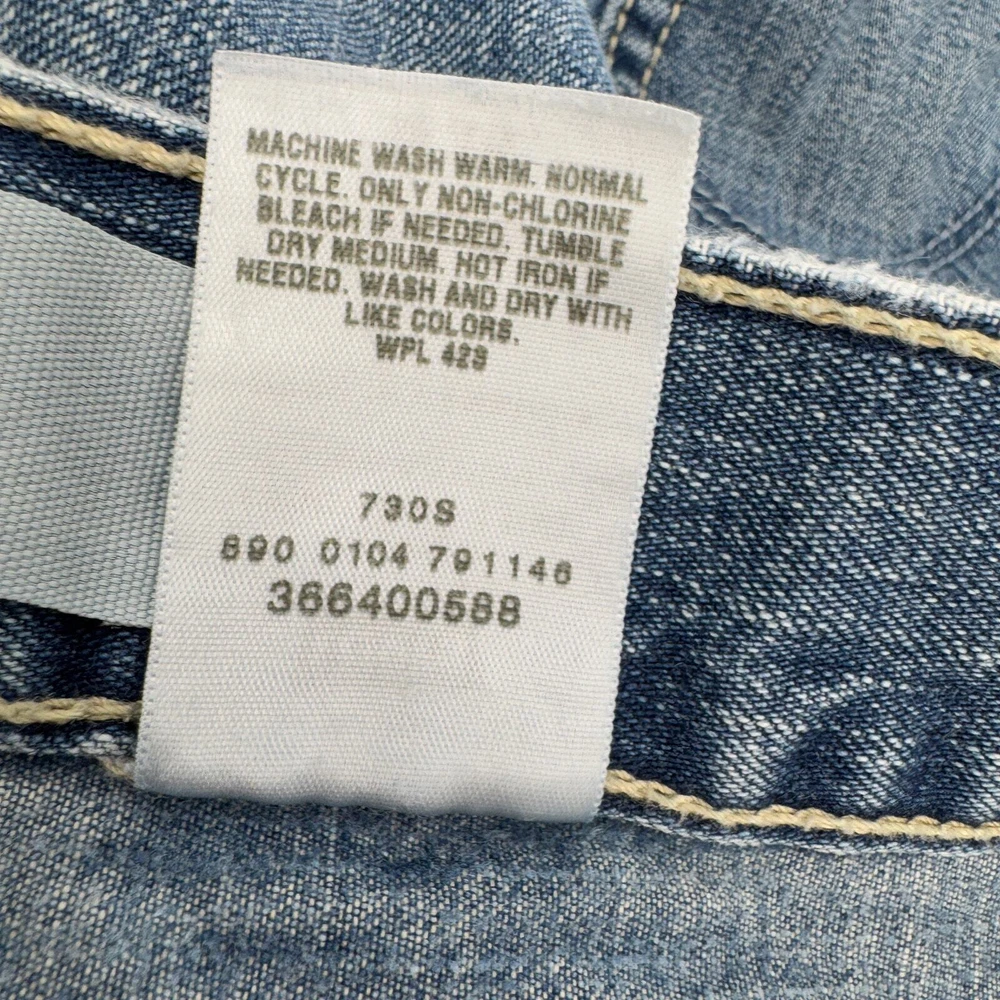 MACHINE WASH WARM. NORMAL
CYCLE. ONLY NON-CHLORINE
BLEACH IF NEEDED. TUMBLE
DRY MEDIUM. HOT IRON IF
NEEDED. WASH AND DRY WITH
LIKE COLORS.
WPL 423
730S
890 0104 791146
366400588